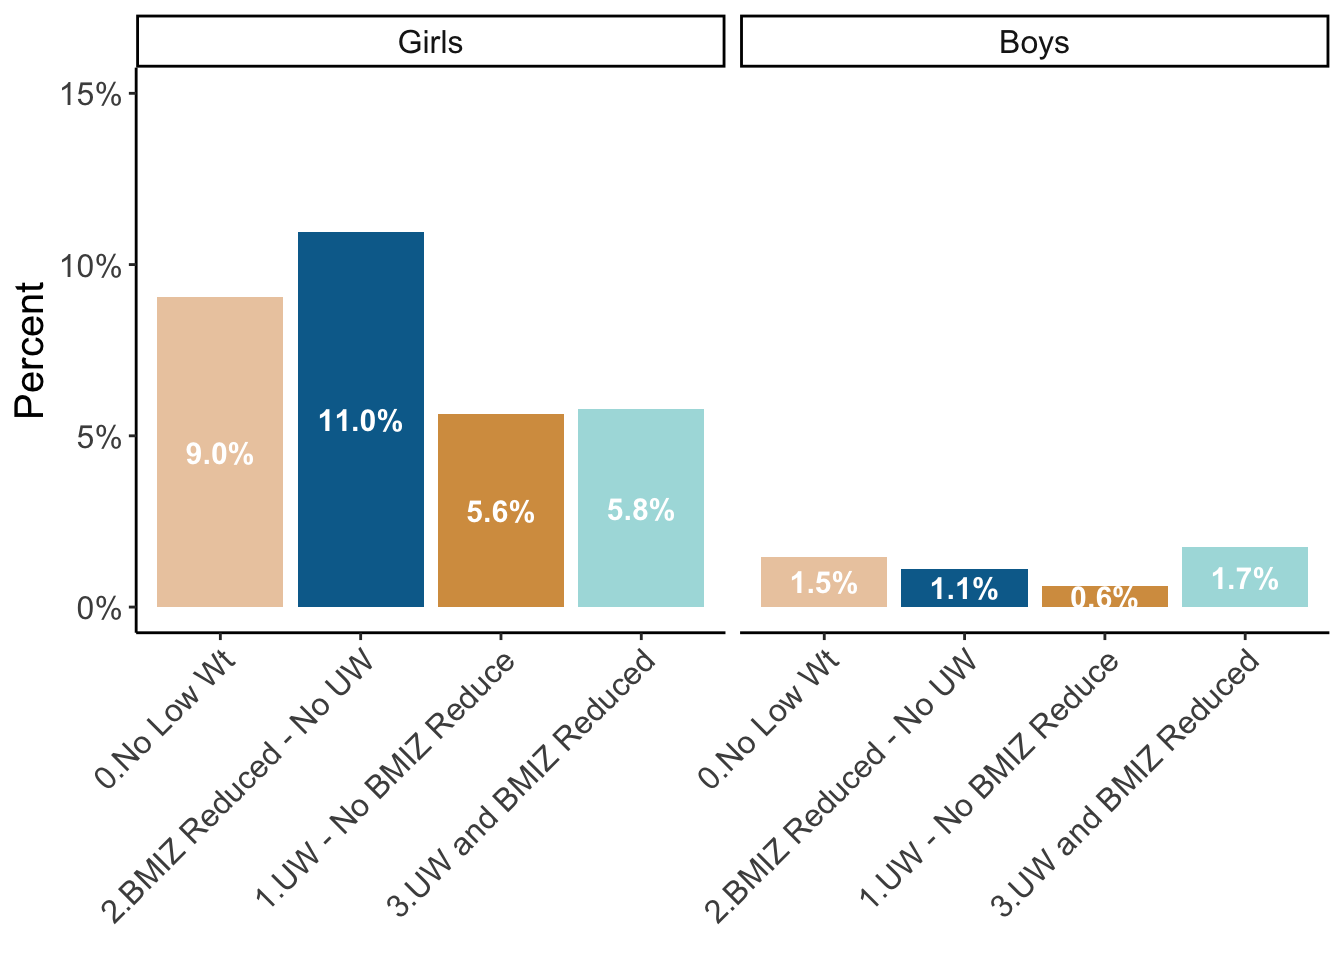 Girls
Boys
Percent
15%
10%
5%
0%
9.0%
11.0%
5.6%
5.8%
1.5%
1.1%
0.6%
1.7%
0.No Low Wt
2.BMIZ Reduced - No UW
1.UW - No BMIZ Reduce
3.UW and BMIZ Reduced
0.No Low Wt
2.BMIZ Reduced - No UW
1.UW - No BMIZ Reduce
3.UW and BMIZ Reduced